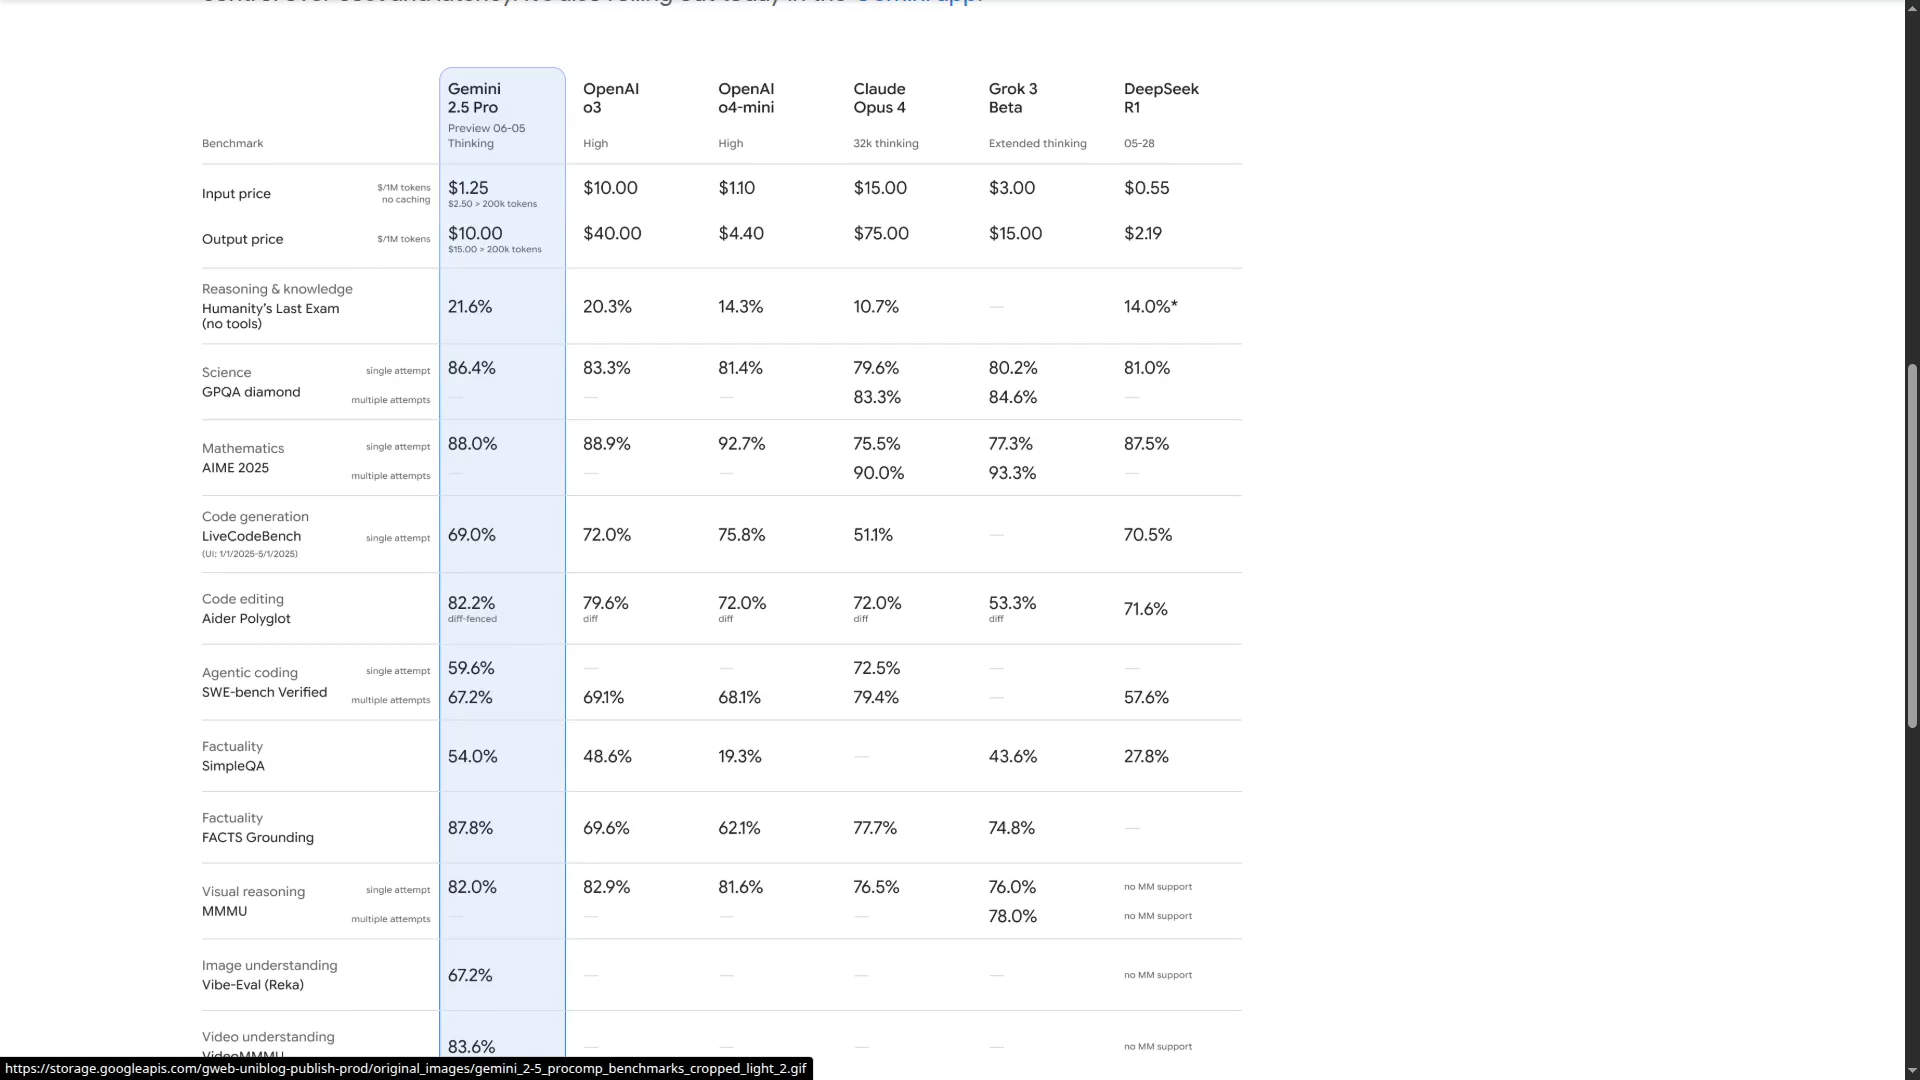 Gemini app.
Gemini 2.5 Pro
Preview 06-05 Thinking
OpenAI o3
High
OpenAI o4-mini
High
Claude Opus 4
32k thinking
Grok 3 Beta
Extended thinking
DeepSeek R1
05-28
Benchmark
Input price $/1M tokens no caching $1.25 $2.50 > 200k tokens $10.00 $1.10 $15.00 $3.00 $0.55
Output price $/1M tokens $10.00 $15.00 > 200k tokens $40.00 $4.40 $75.00 $15.00 $2.19
Reasoning & knowledge
Humanity's Last Exam (no tools) 21.6% 20.3% 14.3% 10.7% — 14.0%*
Science
GPQA diamond
single attempt 86.4% 83.3% 81.4% 79.6% 80.2% 81.0%
multiple attempts — — — 83.3% 84.6% —
Mathematics
AIME 2025
single attempt 88.0% 88.9% 92.7% 75.5% 77.3% 87.5%
multiple attempts — — — 90.0% 93.3% —
Code generation
LiveCodeBench
(UI: 1/1/2025-5/1/2025)
single attempt 69.0% 72.0% 75.8% 51.1% — 70.5%
Code editing
Aider Polyglot
82.2% 79.6% 72.0% 72.0% 53.3% 71.6%
diff-fenced diff diff diff diff
Agentic coding
SWE-bench Verified
single attempt 59.6% — — 72.5% — —
multiple attempts 67.2% 69.1% 68.1% 79.4% — 57.6%
Factuality
SimpleQA 54.0% 48.6% 19.3% — 43.6% 27.8%
Factuality
FACTS Grounding 87.8% 69.6% 62.1% 77.7% 74.8% —
Visual reasoning
MMMU
single attempt 82.0% 82.9% 81.6% 76.5% 76.0% no MM support
multiple attempts — — — — 78.0% no MM support
Image understanding
Vibe-Eval (Reka) 67.2% — — — — no MM support
Video understanding
VideoMMMU 83.6% — — — — no MM support
https://storage.googleapis.com/gweb-uniblog-publish-prod/original_images/gemini_2-5_procomp_benchmarks_cropped_light_2.gif